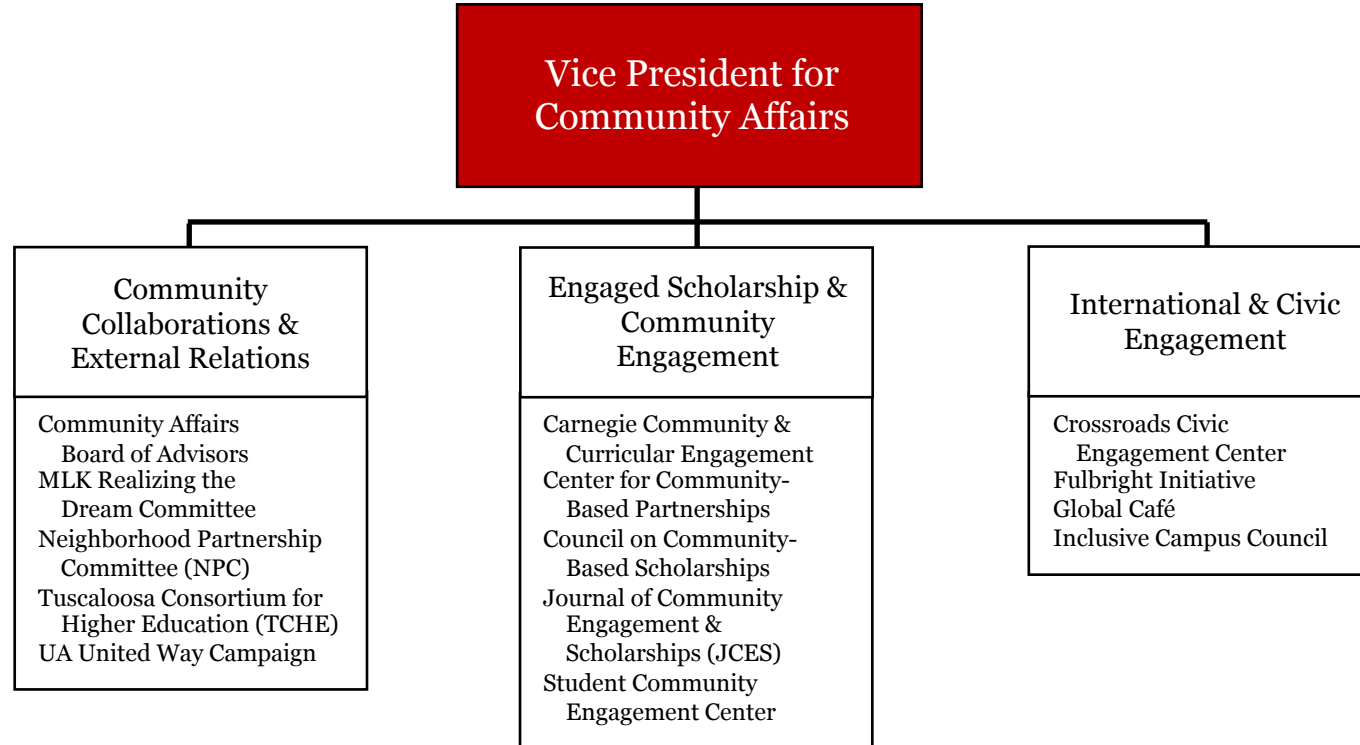 Vice President for
Community Affairs
Community
Collaborations &
External Relations
Community Affairs
Board of Advisors
MLK Realizing the
Dream Committee
Neighborhood Partnership
Committee (NPC)
Tuscaloosa Consortium for
Higher Education (TCHE)
UA United Way Campaign
Engaged Scholarship &
Community
Engagement
Carnegie Community &
Curricular Engagement
Center for Community-
Based Partnerships
Council on Community-
Based Scholarships
Journal of Community
Engagement &
Scholarships (JCES)
Student Community
Engagement Center
International & Civic
Engagement
Crossroads Civic
Engagement Center
Fulbright Initiative
Global Café
Inclusive Campus Council